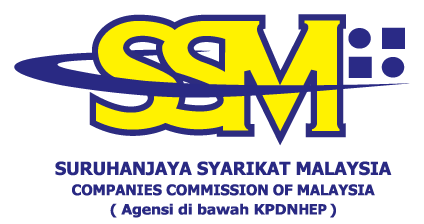 SSM
SURUHANJAYA SYARIKAT MALAYSIA
COMPANIES COMMISSION OF MALAYSIA
( Agensi di bawah KPDNHEP )